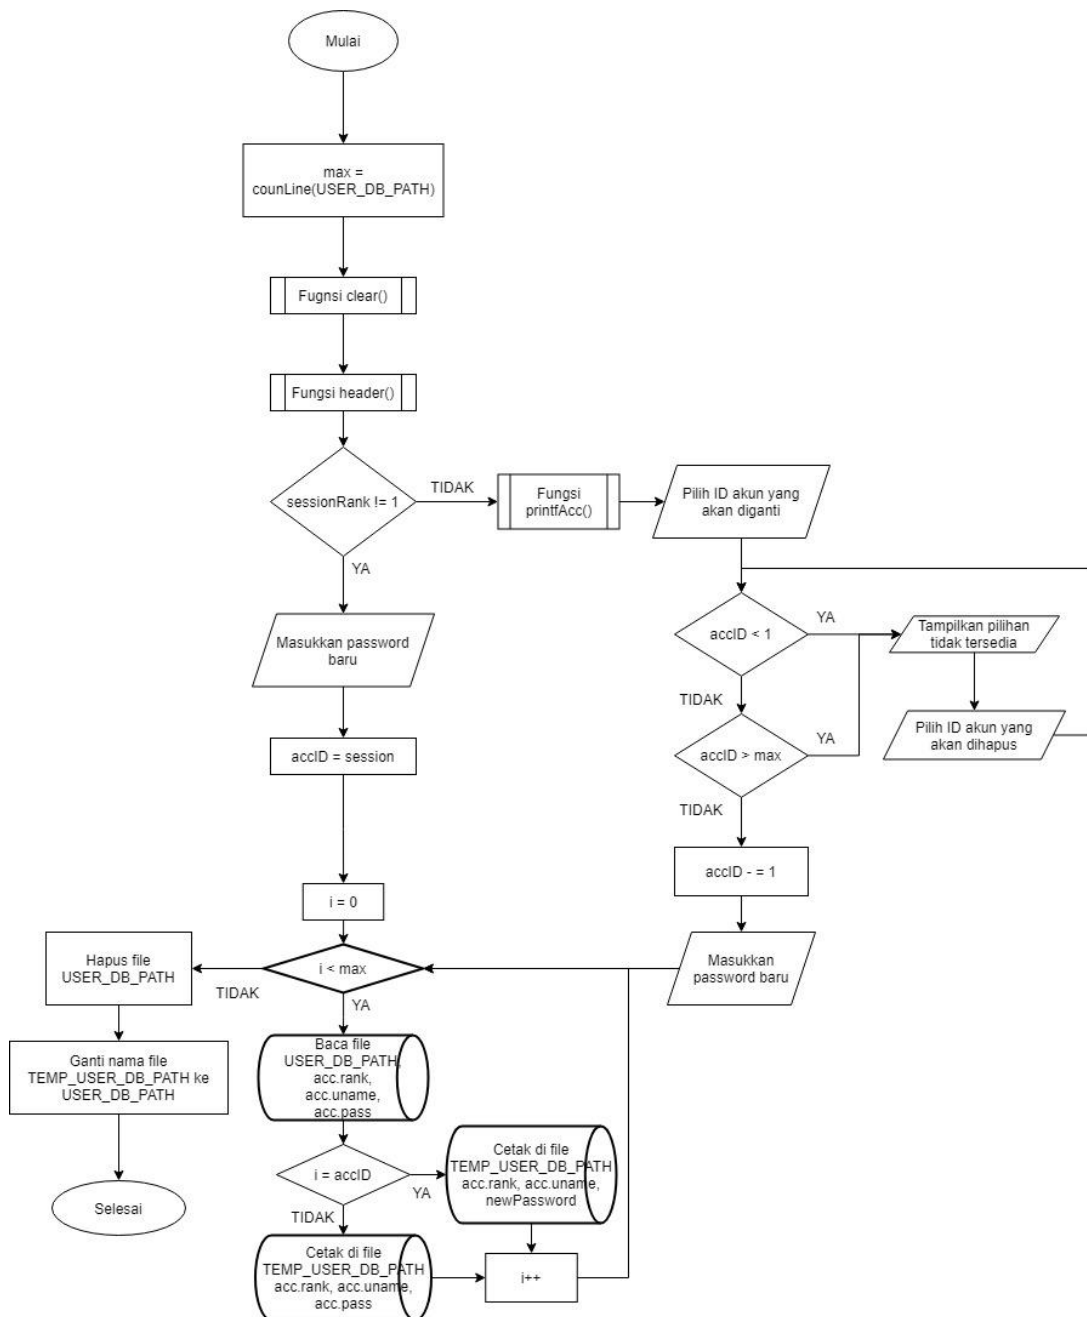 Mulai
max =
counLine(USER_DB_PATH)
Fugnsi clear()
Fungsi header()
sessionRank != 1
TIDAK
Fungsi
printfAcc()
Pilih ID akun yang
akan diganti
YA
Masukkan password
baru
accID = session
accID < 1
YA
Tampilkan pilihan
tidak tersedia
TIDAK
Pilih ID akun yang
akan dihapus
accID > max
YA
TIDAK
accID - = 1
Masukkan
password baru
i = 0
i < max
TIDAK
Hapus file
USER_DB_PATH
Ganti nama file
TEMP_USER_DB_PATH ke
USER_DB_PATH
Selesai
YA
Baca file
USER_DB_PATH,
acc.rank,
acc.uname,
acc.pass
i = accID
YA
Cetak di file
TEMP_USER_DB_PATH
acc.rank, acc.uname,
newPassword
TIDAK
Cetak di file
TEMP_USER_DB_PATH
acc.rank, acc.uname,
acc.pass
i++